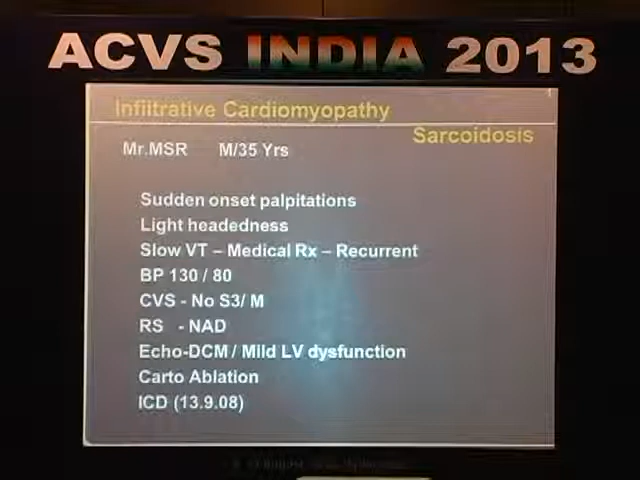 ACVS INDIA 2013
Infiltrative Cardiomyopathy
Sarcoidosis
Mr.MSR M/35 Yrs
Sudden onset palpitations
Light headedness
Slow VT – Medical Rx – Recurrent
BP 130 / 80
CVS - No S3/ M
RS - NAD
Echo-DCM / Mild LV dysfunction
Carto Ablation
ICD (13.9.08)